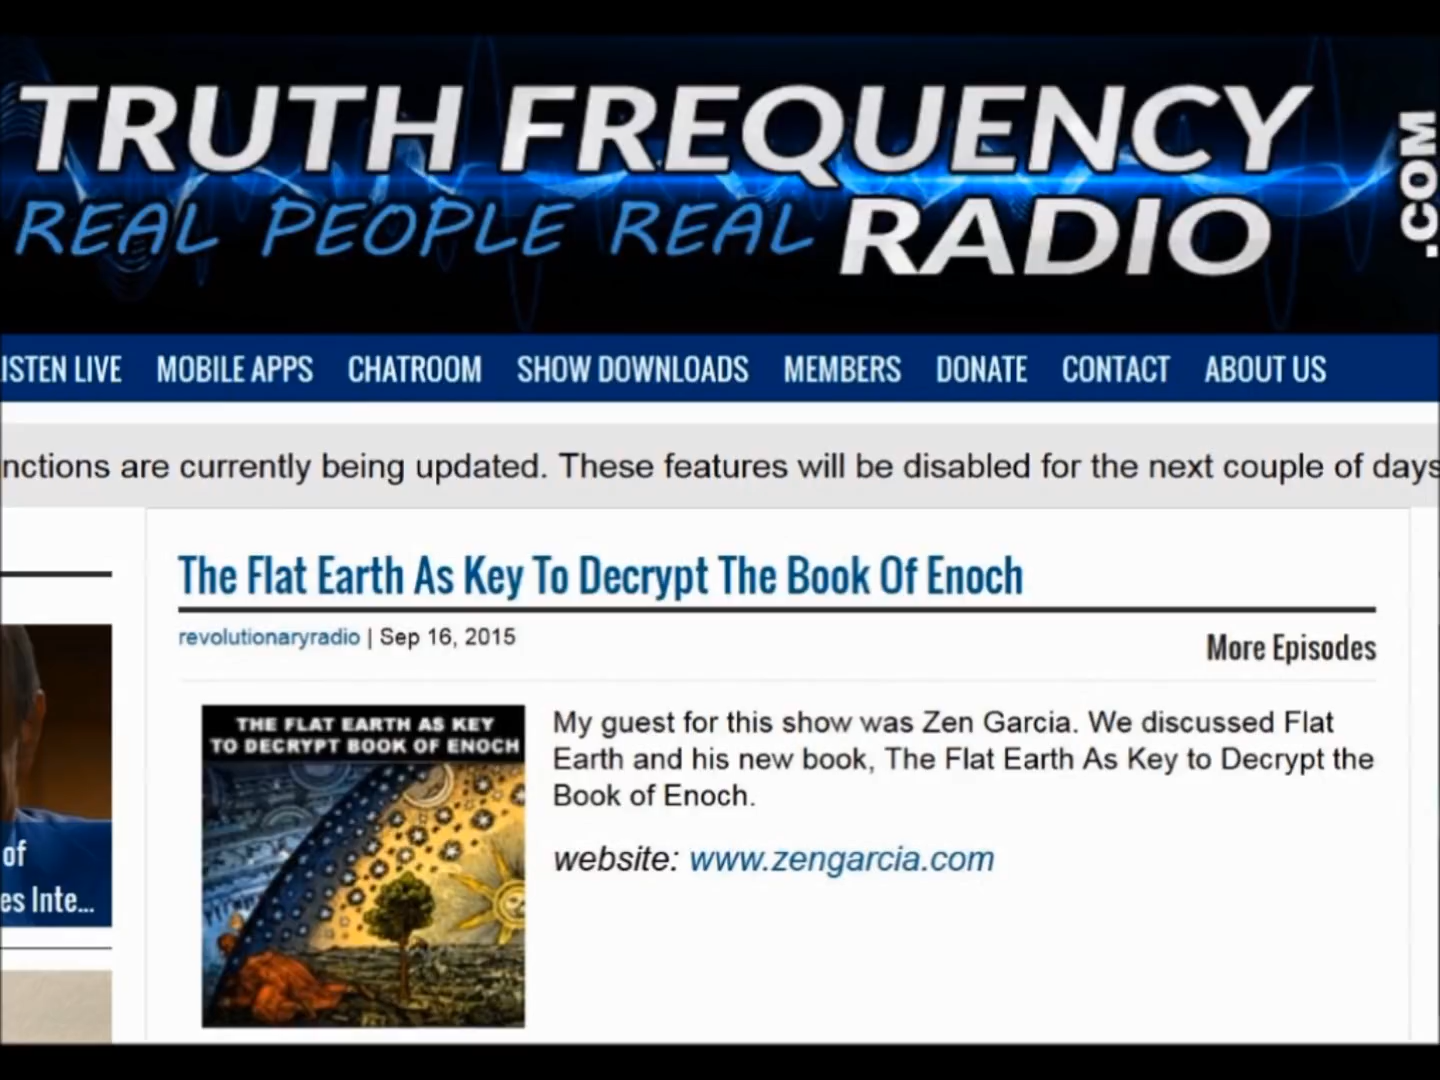 TRUTH FREQUENCY
REAL PEOPLE REAL RADIO
.COM
ISTEN LIVE MOBILE APPS CHATROOM SHOW DOWNLOADS MEMBERS DONATE CONTACT ABOUT US
nctions are currently being updated. These features will be disabled for the next couple of days
The Flat Earth As Key To Decrypt The Book Of Enoch
revolutionaryradio | Sep 16, 2015
More Episodes
THE FLAT EARTH AS KEY
TO DECRYPT BOOK OF ENOCH
My guest for this show was Zen Garcia. We discussed Flat
Earth and his new book, The Flat Earth As Key to Decrypt the
Book of Enoch.
website: www.zengarcia.com
of
es Inte...